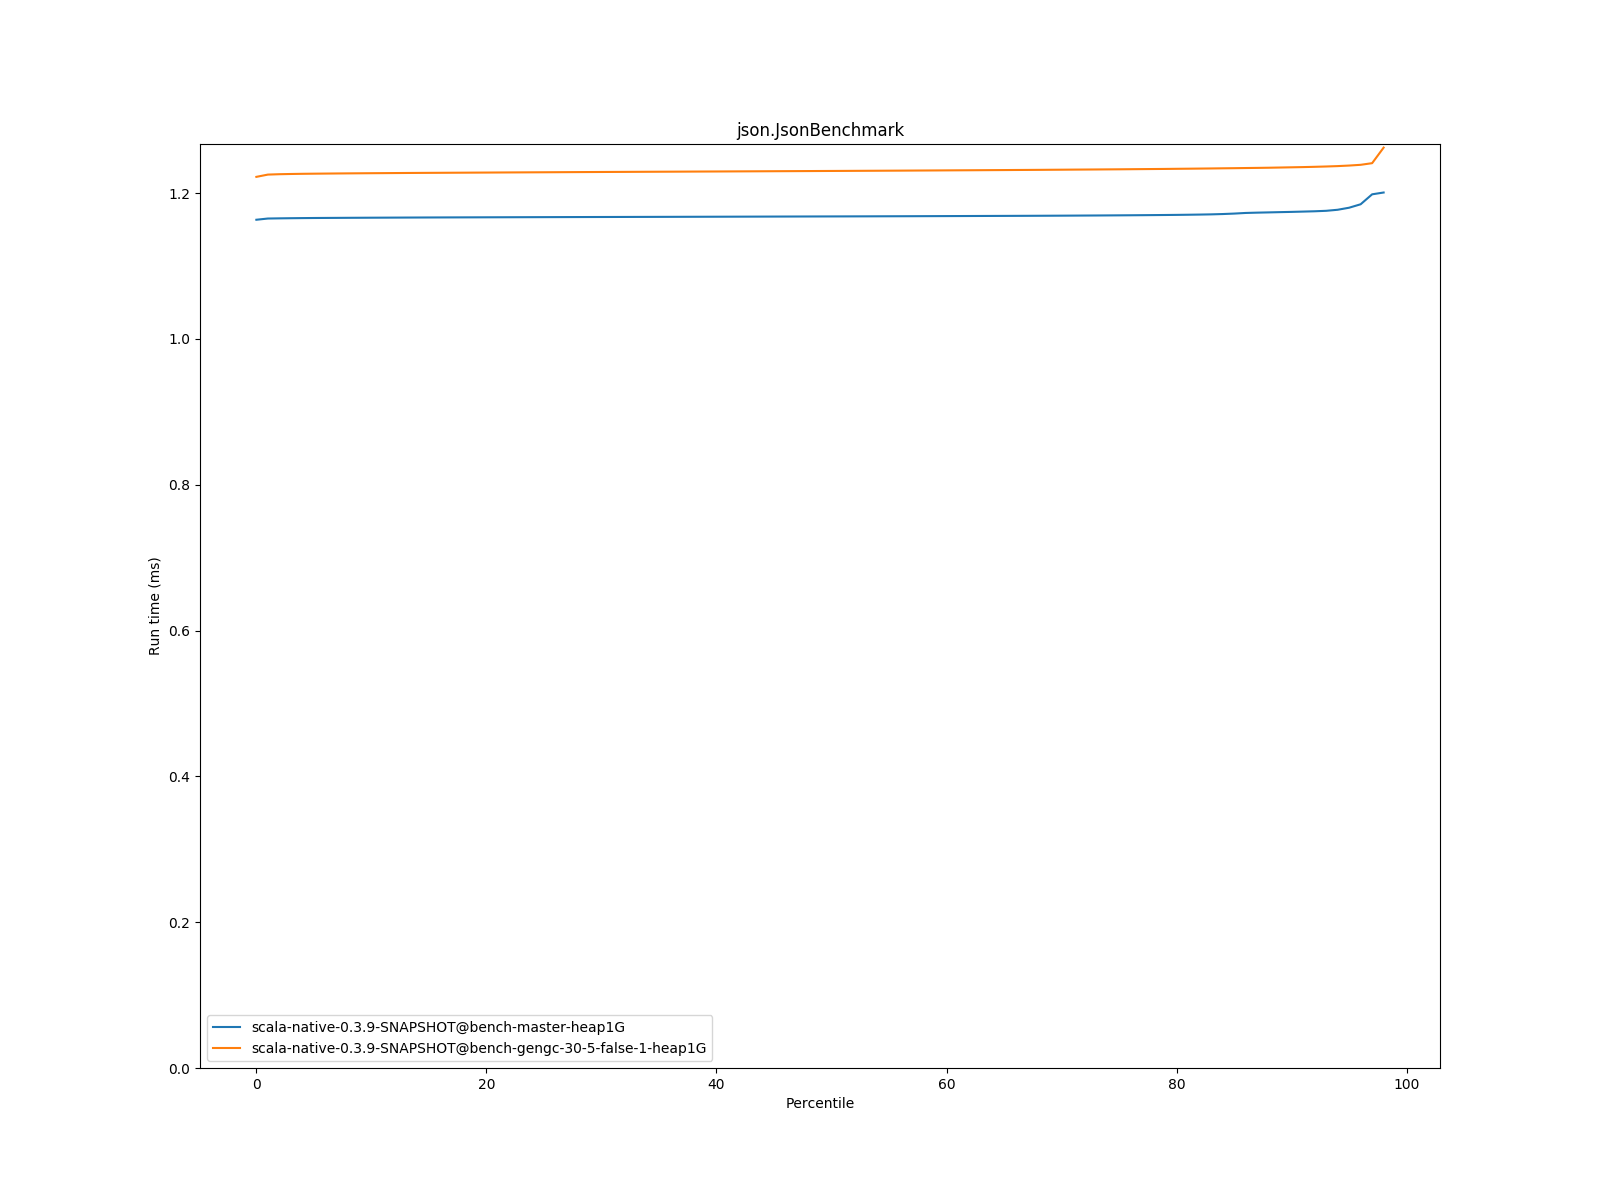 json.JsonBenchmark
Run time (ms)
1.2
1.0
0.8
0.6
0.4
0.2
0.0
scala-native-0.3.9-SNAPSHOT@bench-master-heap1G
scala-native-0.3.9-SNAPSHOT@bench-gengc-30-5-false-1-heap1G
0 20 40 60 80 100
Percentile